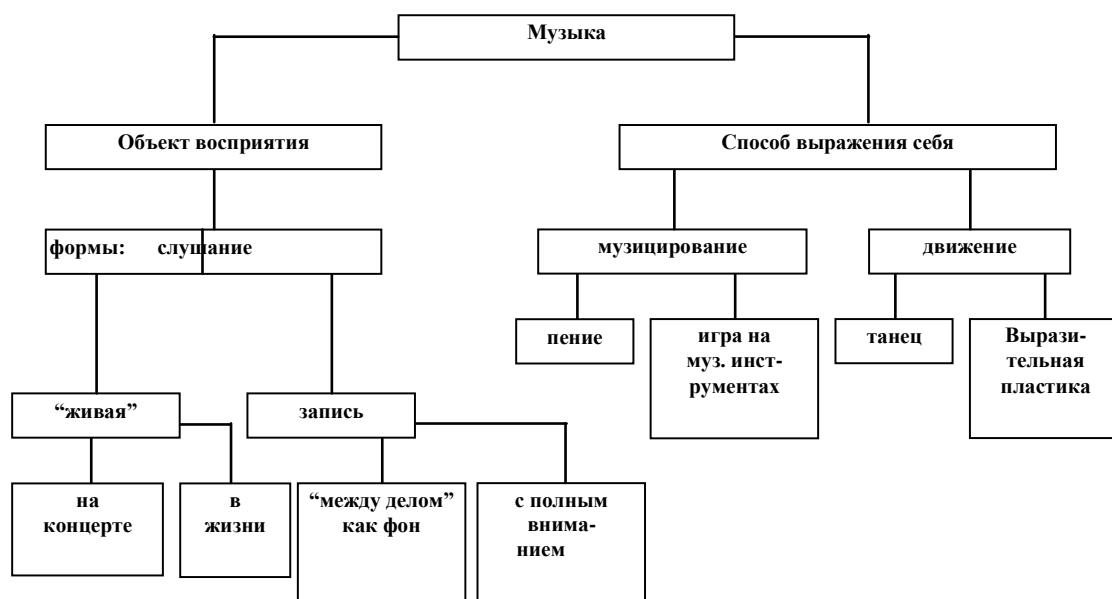 Музыка
Объект восприятия
Способ выражения себя
формы: слушание
музицирование
движение
пение
игра на
муз. инст-
рументах
танец
Вырази-
тельная
пластика
“живая”
запись
на
концерте
в
жизни
“между делом”
как фон
с полным
внима-
нием